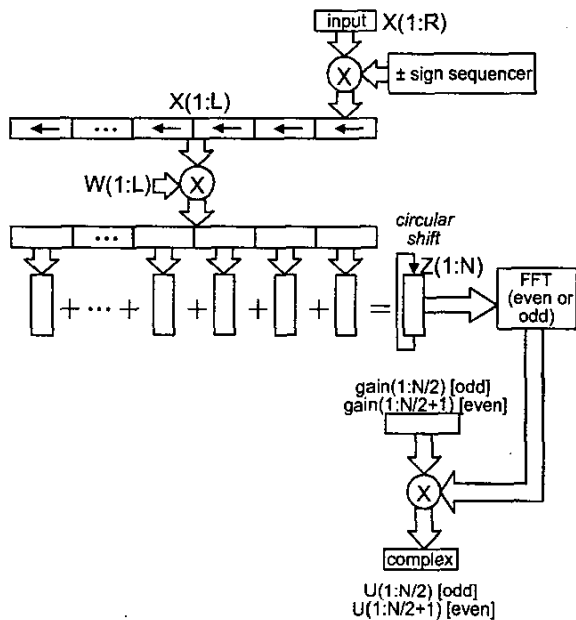 input X(1:R)
X
± sign sequencer
X(1:L)
...
W(1:L)
X
...
circular
shift
Z(1:N)
+ ... + + + + =
FFT
(even or
odd)
gain(1:N/2) [odd]
gain(1:N/2+1) [even]
X
complex
U(1:N/2) [odd]
U(1:N/2+1) [even]